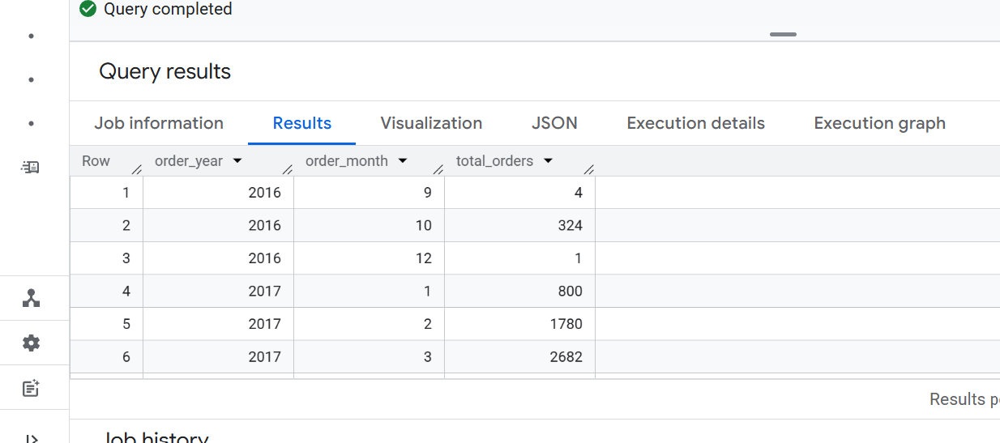 Query completed
Query results
Job information Results Visualization JSON Execution details Execution graph
Row order_year order_month total_orders
1 2016 9 4
2 2016 10 324
3 2016 12 1
4 2017 1 800
5 2017 2 1780
6 2017 3 2682
Results
Job history